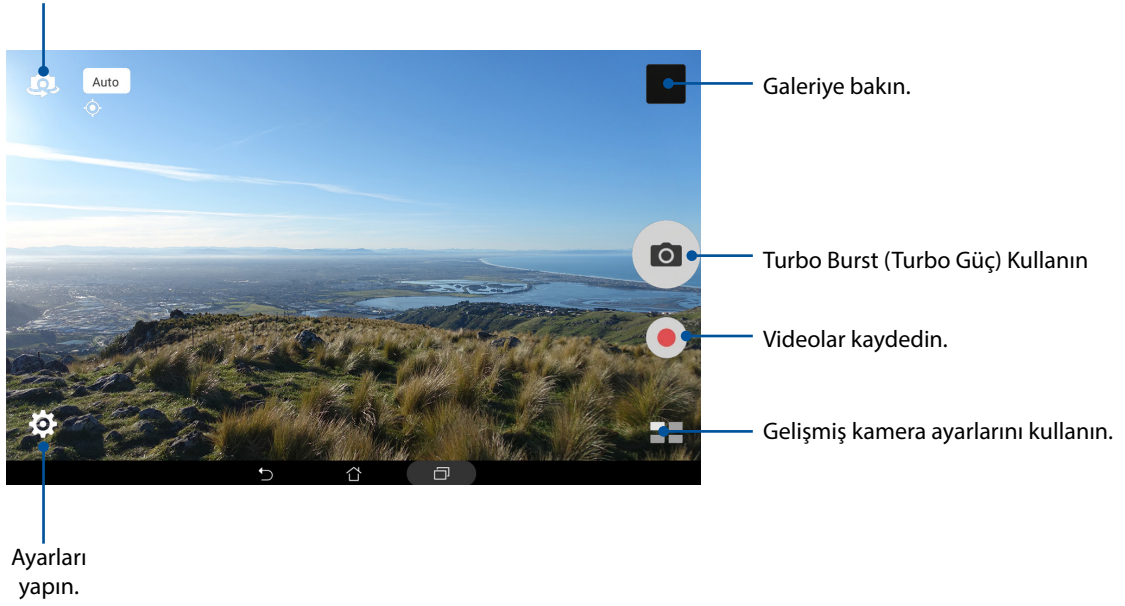 Auto
Galeriye bakın.
Turbo Burst (Turbo Güç) Kullanın
Videolar kaydedin.
Gelişmiş kamera ayarlarını kullanın.
Ayarları
yapın.